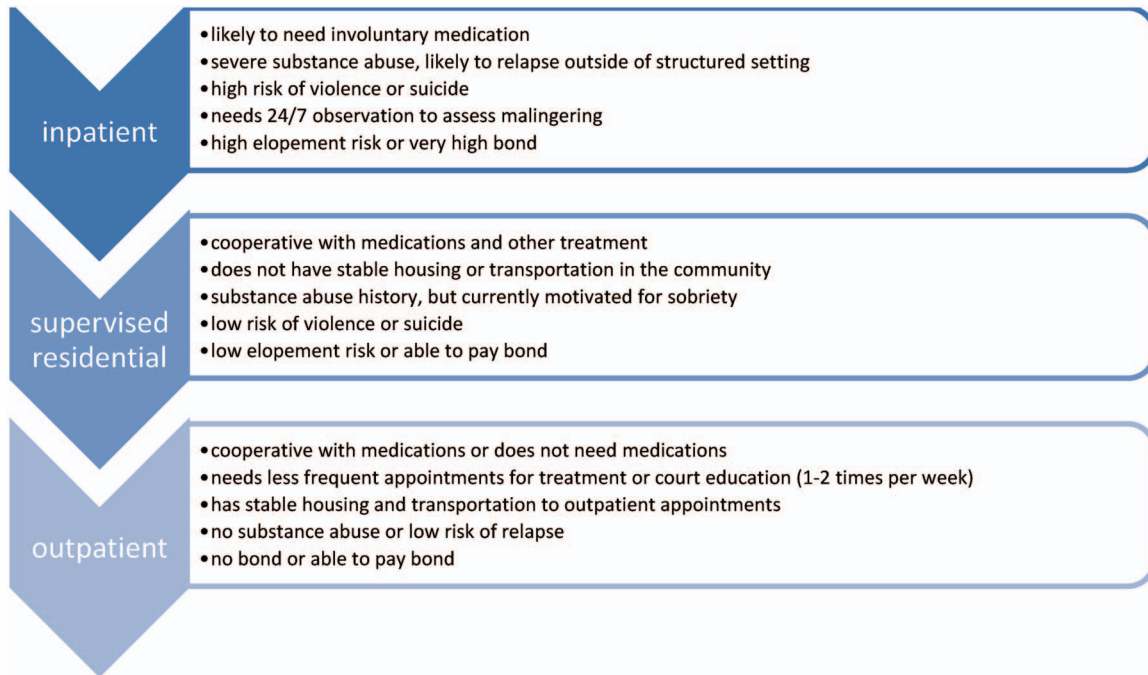 inpatient
•likely to need involuntary medication
•severe substance abuse, likely to relapse outside of structured setting
•high risk of violence or suicide
•needs 24/7 observation to assess malingering
•high elopement risk or very high bond
supervised
residential
•cooperative with medications and other treatment
•does not have stable housing or transportation in the community
•substance abuse history, but currently motivated for sobriety
•low risk of violence or suicide
•low elopement risk or able to pay bond
outpatient
•cooperative with medications or does not need medications
•needs less frequent appointments for treatment or court education (1-2 times per week)
•has stable housing and transportation to outpatient appointments
•no substance abuse or low risk of relapse
•no bond or able to pay bond